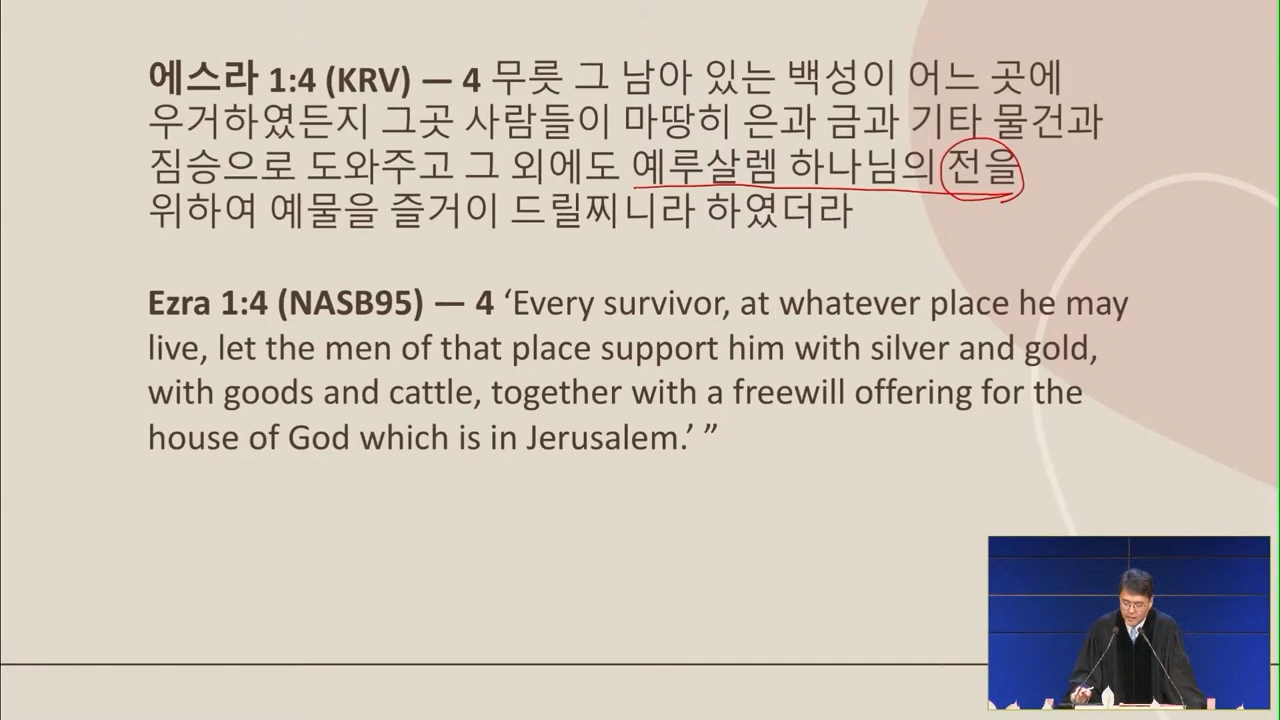 에스라 1:4 (KRV) — 4 무릇 그 남아 있는 백성이 어느 곳에
우거하였든지 그곳 사람들이 마땅히 은과 금과 기타 물건과
짐승으로 도와주고 그 외에도 예루살렘 하나님의 전을
위하여 예물을 즐거이 드릴찌니라 하였더라
Ezra 1:4 (NASB95) — 4 ‘Every survivor, at whatever place he may
live, let the men of that place support him with silver and gold,
with goods and cattle, together with a freewill offering for the
house of God which is in Jerusalem.’ ”